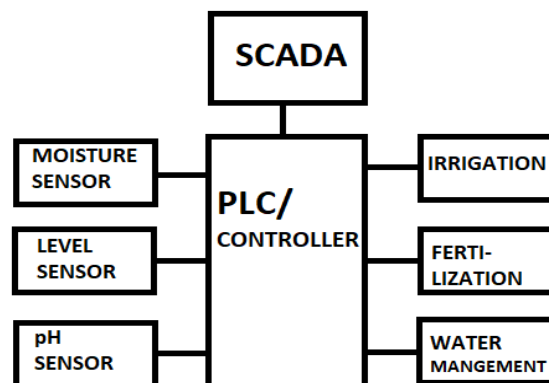 SCADA
MOISTURE
SENSOR
LEVEL
SENSOR
pH
SENSOR
PLC/
CONTROLLER
IRRIGATION
FERTI-
LIZATION
WATER
MANGEMENT